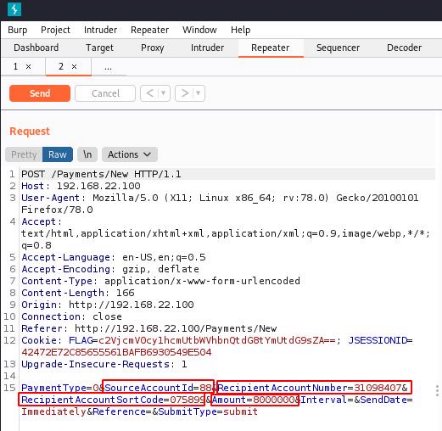 Burp Project Intruder Repeater Window Help
Dashboard Target Proxy Intruder Repeater Sequencer Decoder
1 × 2 × ...
Send Cancel < >
Request
Pretty Raw \n Actions
1 POST /Payments/New HTTP/1.1
2 Host: 192.168.22.100
3 User-Agent: Mozilla/5.0 (X11; Linux x86_64; rv:78.0) Gecko/20100101
Firefox/78.0
4 Accept:
text/html,application/xhtml+xml,application/xml;q=0.9,image/webp,*/*;
q=0.8
5 Accept-Language: en-US,en;q=0.5
6 Accept-Encoding: gzip, deflate
7 Content-Type: application/x-www-form-urlencoded
8 Content-Length: 166
9 Origin: http://192.168.22.100
10 Connection: close
11 Referer: http://192.168.22.100/Payments/New
12 Cookie: FLAG=c2VjcmV0cy1hcmUtbWVhbnQtdG8tYmUtdG9sZA==; JSESSIONID=
42472E72C85655561BAFB6930549E504
13 Upgrade-Insecure-Requests: 1
14
15 PaymentType=0&SourceAccountId=88&RecipientAccountNumber=31098407&
RecipientAccountSortCode=075899&Amount=8000000&Interval=&SendDate=
Immediately&Reference=&SubmitType=submit